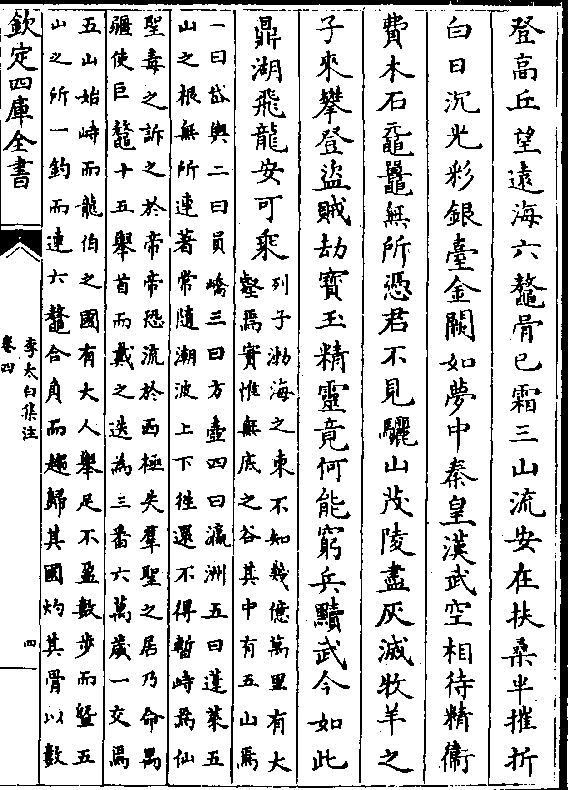 登高丘望遠海六鼇骨已霜三山流安在扶桑半摧折
白日沉光彩銀臺金闕如夢中秦皇漢武空相待精衛
費木石黿鼉無所憑君不見驪山茂陵盡灰滅牧羊之
子來攀登盜賊劫寶玉精靈竟何能窮兵黷武今如此
鼎湖飛龍安可乘
列子渤海之東不知幾億萬里有大
壑焉實惟無底之谷其中有五山焉
一曰岱輿二曰員嶠三曰方壺四曰瀛洲五曰蓬萊五
山之根無所連著常隨潮波上下徃還不得暫峙焉仙
聖毒之訴之於帝帝恐流於西極失羣聖之居乃命禺
疆使巨鼇十五舉首而戴之迭為三番六萬歲一交焉
五山始峙而龍伯之國有大人舉足不盈數步而曁五
山之所一釣而連六鼇合負而趨歸其國灼其骨以數
欽定四庫全書
李太白集注
卷四
四